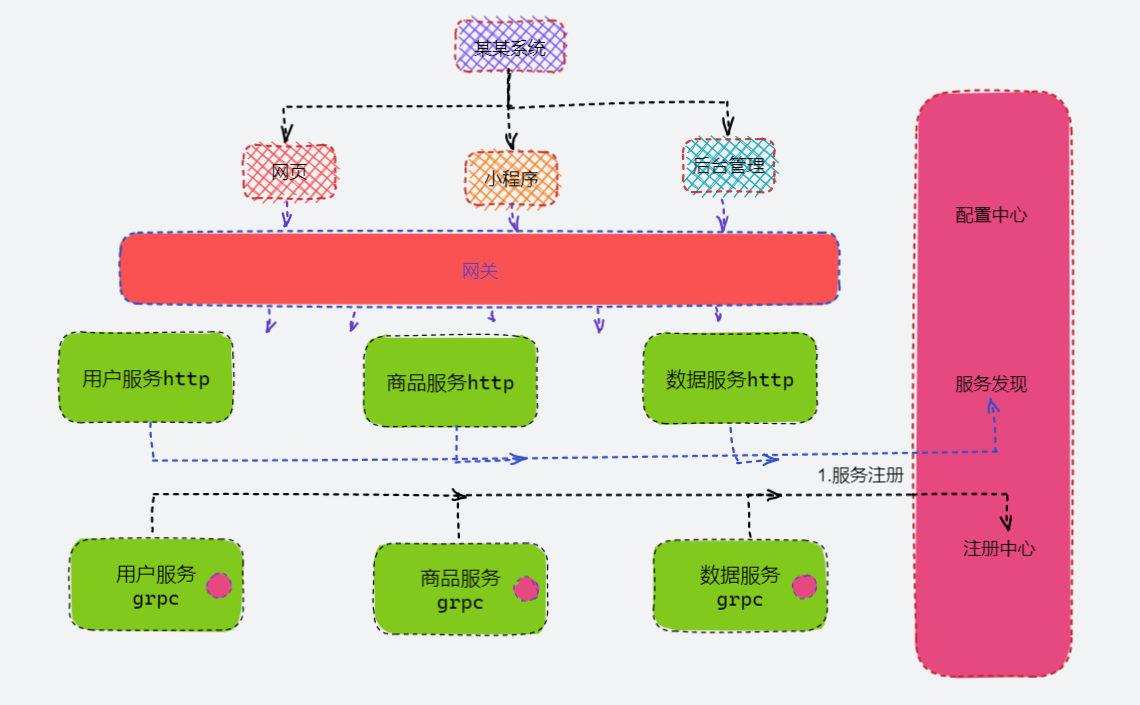 某某系统
网页
小程序
后台管理
配置中心
网关
用户服务http
商品服务http
数据服务http
服务发现
1.服务注册
注册中心
用户服务
grpc
商品服务
grpc
数据服务
grpc